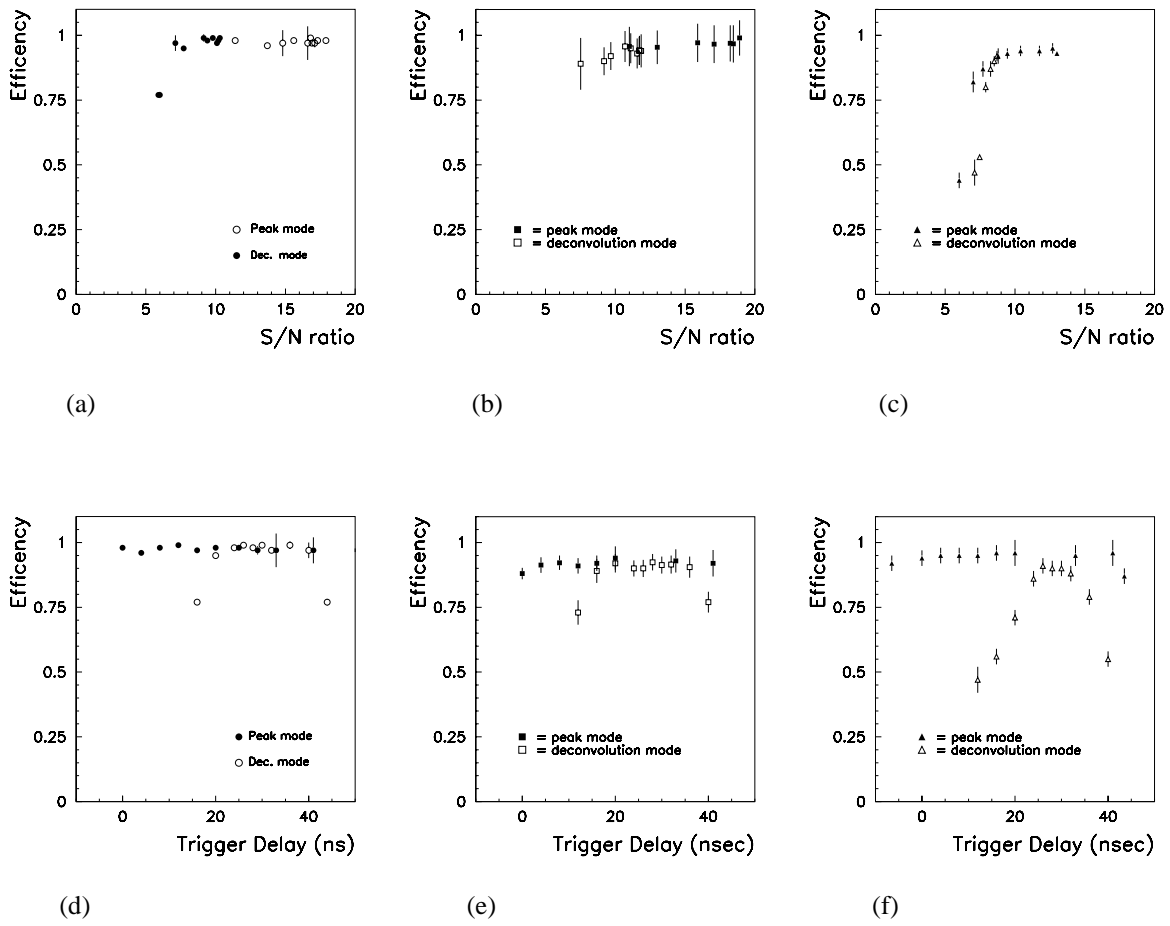 Efficency
1
0.75
0.5
0.25
0
Peak mode
Dec. mode
0 5 10 15 20
S/N ratio
(a)
Efficency
1
0.75
0.5
0.25
0
= peak mode
= deconvolution mode
0 5 10 15 20
S/N ratio
(b)
Efficency
1
0.75
0.5
0.25
0
= peak mode
= deconvolution mode
0 5 10 15 20
S/N ratio
(c)
Efficency
1
0.75
0.5
0.25
0
Peak mode
Dec. mode
0 20 40
Trigger Delay (ns)
(d)
Efficency
1
0.75
0.5
0.25
0
= peak mode
= deconvolution mode
0 20 40
Trigger Delay (nsec)
(e)
Efficency
1
0.75
0.5
0.25
0
= peak mode
= deconvolution mode
0 20 40
Trigger Delay (nsec)
(f)